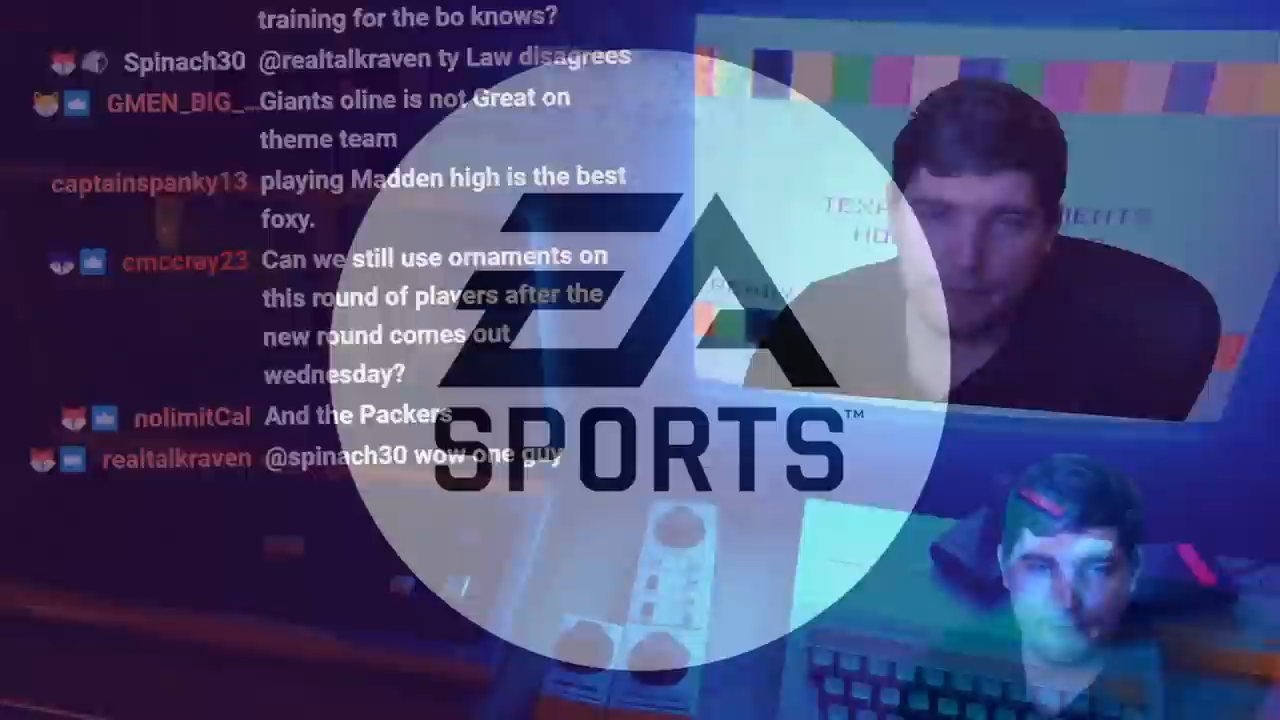 training for the bo knows?
Spinach30 @realtalkraven ty Law disagrees
GMEN_BIG_... Giants oline is not Great on
theme team
captainspanky13 playing Madden high is the best
foxy.
cmccray23 Can we still use ornaments on
this round of players after the
new round comes out
wednesday?
nolimitCal And the Packers
realtalkraven @spinach30 wow one guy
EA
SPORTS™